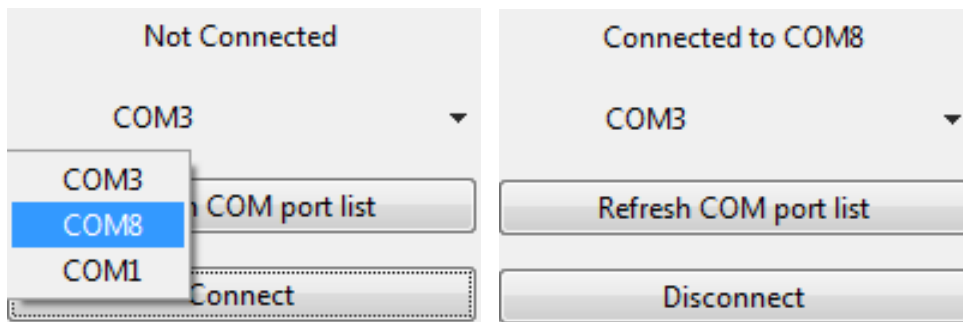 Not Connected
COM3
COM3
COM8
COM1
COM port list
Connect
Connected to COM8
COM3
Refresh COM port list
Disconnect